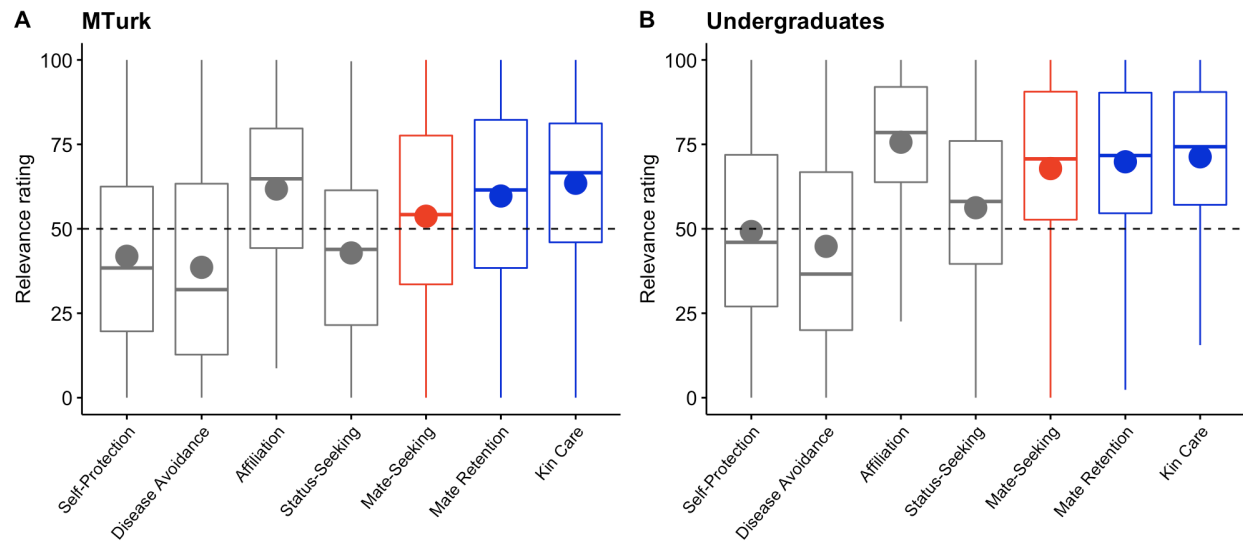 A MTurk
Relevance rating
100
75
50
25
0
Self-Protection
Disease Avoidance
Affiliation
Status-Seeking
Mate-Seeking
Mate Retention
Kin Care
B Undergraduates
Relevance rating
100
75
50
25
0
Self-Protection
Disease Avoidance
Affiliation
Status-Seeking
Mate-Seeking
Mate Retention
Kin Care